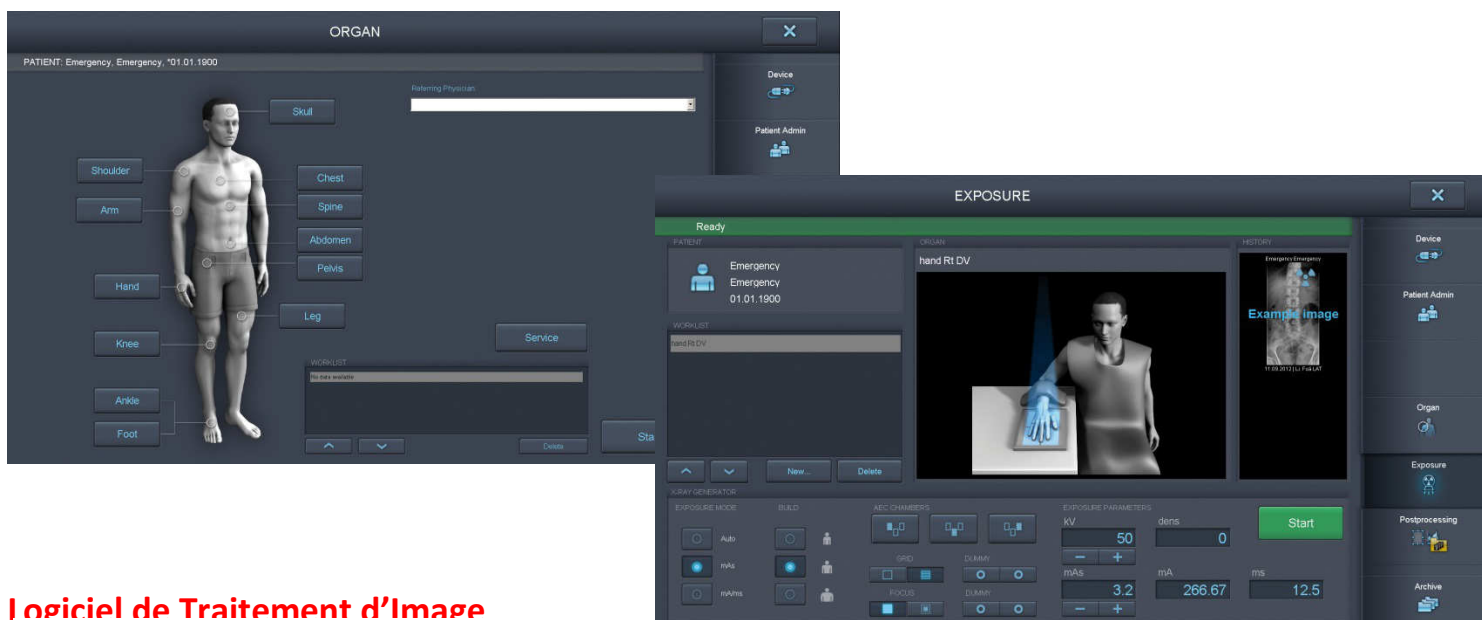 ORGAN
PATIENT: Emergency, Emergency, *01.01.1900
Referring Physician
Device
Patient Admin
Skull
Shoulder
Chest
Arm
Spine
Abdomen
Pelvis
Hand
Leg
Knee
Service
WORKLIST
No data available
Ankle
Foot
Delete
Sta
EXPOSURE
Ready
PATIENT
ORGAN
HISTORY
Device
Emergency
Emergency
01.01.1900
hand Rt DV
Emergency Emergency
Example image
Patient Admin
WORKLIST
hand Rt DV
Organ
New...
Delete
Exposure
X-RAY GENERATOR
EXPOSURE MODE
BUILD
AEC CHAMBERS
EXPOSURE PARAMETERS
kV
dens
50
0
Start
Postprocessing
Auto
GRID
DUMMY
mAs
mAs
mA
ms
3.2
266.67
12.5
Archive
mA/ms
FOCUS
DUMMY
Logiciel de Traitement d’Image